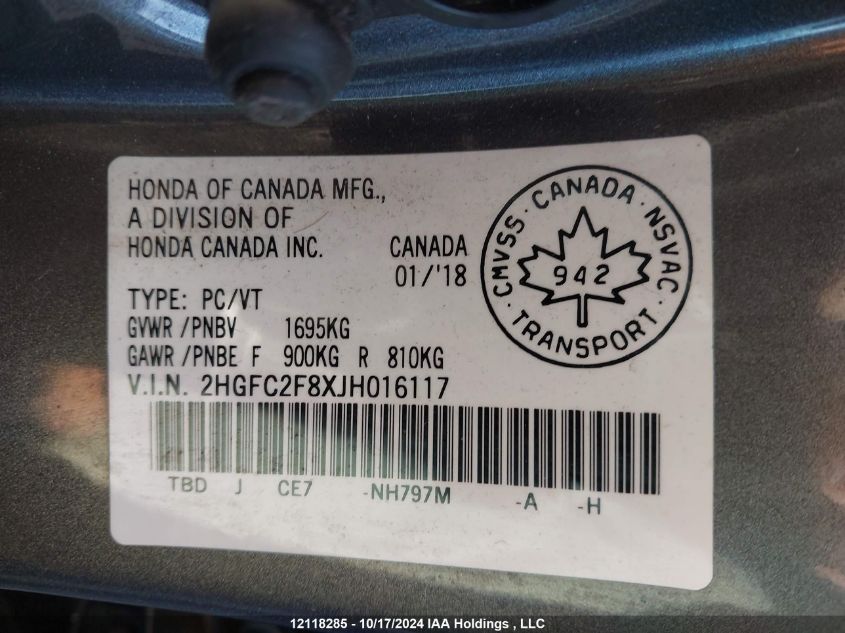 HONDA OF CANADA MFG.,
A DIVISION OF
HONDA CANADA INC. CANADA
01/'18
TYPE: PC/VT
GVWR /PNBV 1695KG
GAWR /PNBE F 900KG R 810KG
V.I.N. 2HGFC2F8XJH016117
TBD J CE7 -NH797M -A -H
CMVSS · CANADA · NSVAC
942
· TRANSPORT ·
12118285 - 10/17/2024 IAA Holdings , LLC